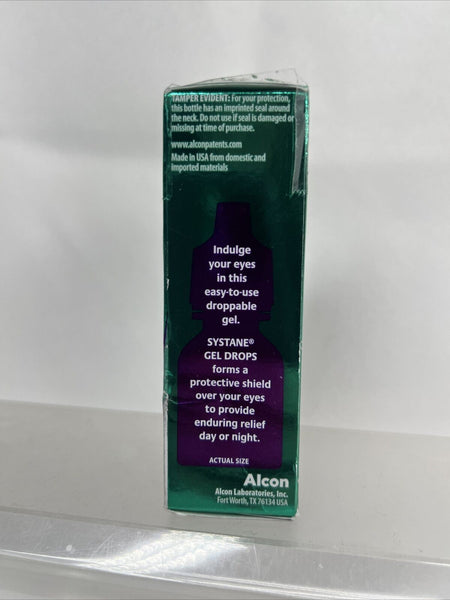 TAMPER EVIDENT: For your protection,
this bottle has an imprinted seal around
the neck. Do not use if seal is damaged or
missing at time of purchase.
www.alconpatents.com
Made in USA from domestic and
imported materials
Indulge
your eyes
in this
easy-to-use
droppable
gel.
SYSTANE®
GEL DROPS
forms a
protective shield
over your eyes
to provide
enduring relief
day or night.
ACTUAL SIZE
Alcon
Alcon Laboratories, Inc.
Fort Worth, TX 76134 USA